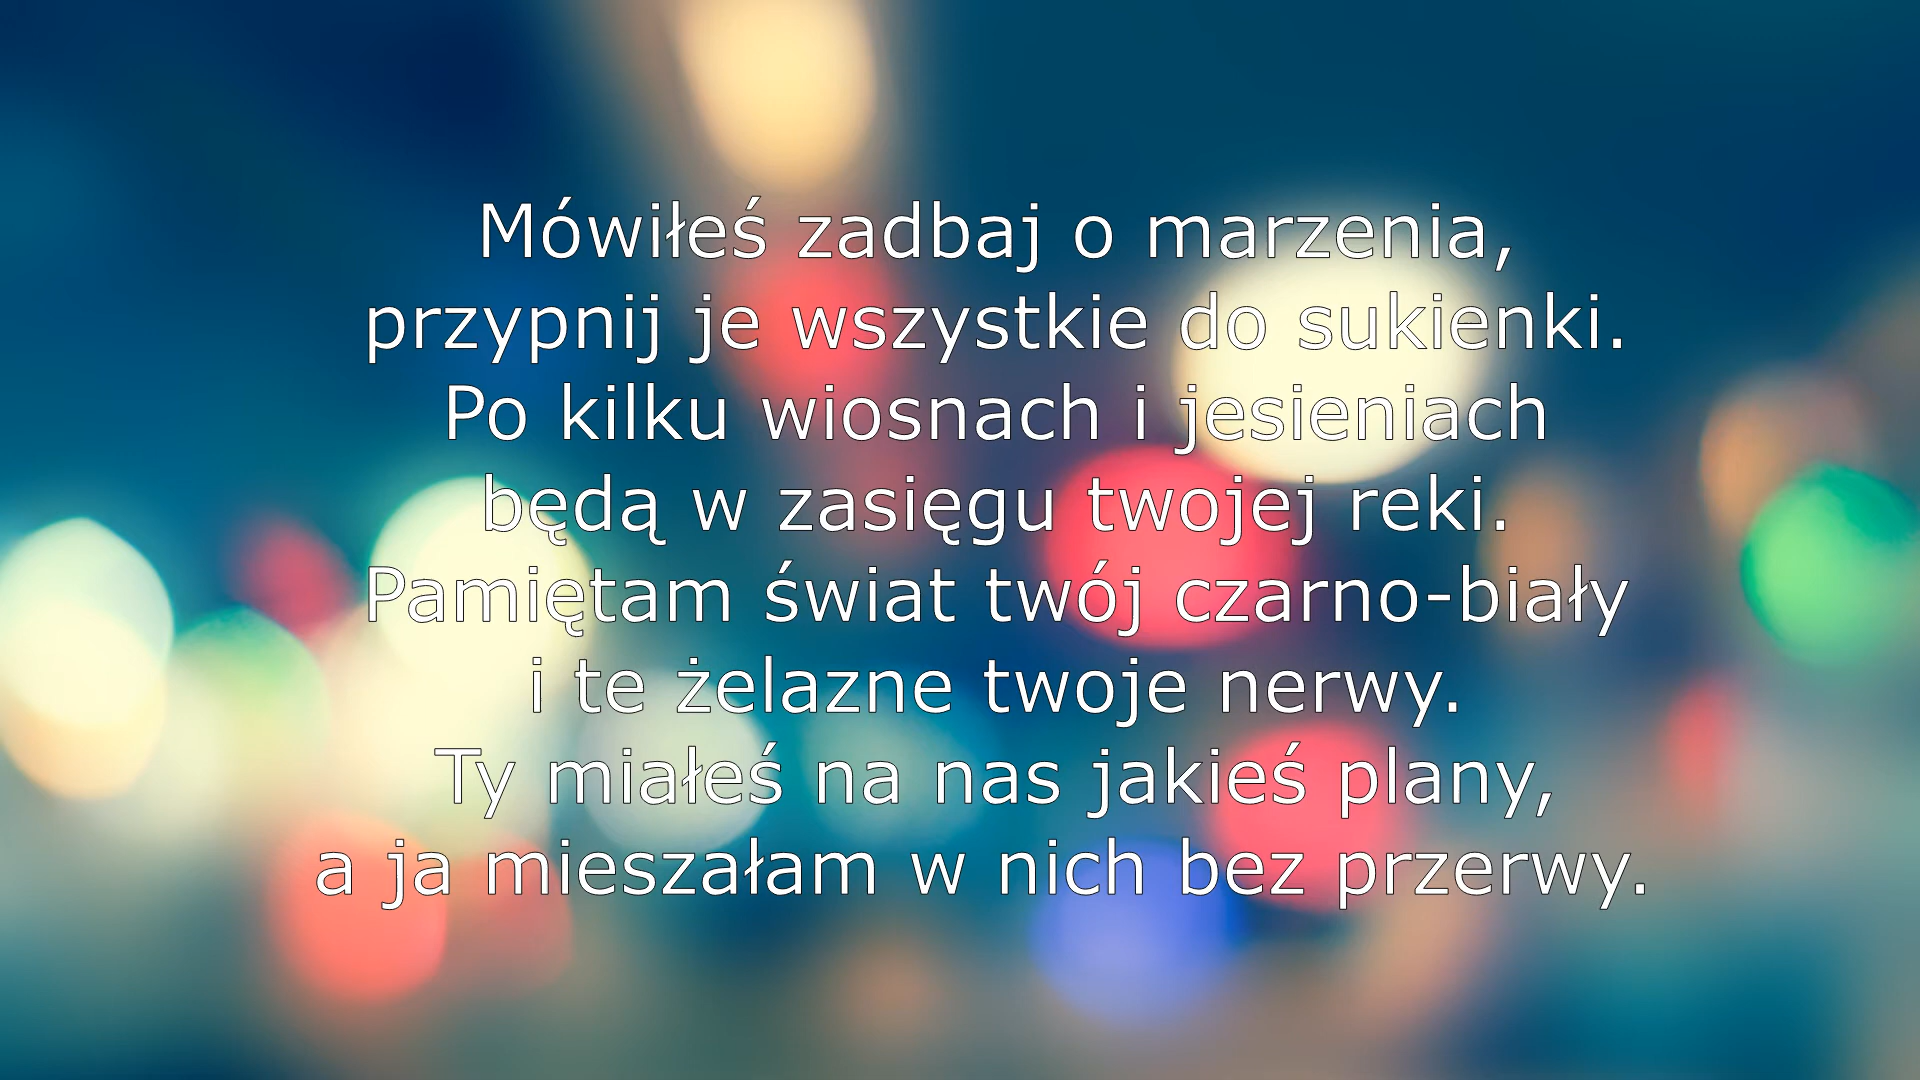 Mówiłeś zadbaj o marzenia,
przypnij je wszystkie do sukienki.
Po kilku wiosnach i jesieniach
będą w zasięgu twojej reki.
Pamiętam świat twój czarno-biały
i te żelazne twoje nerwy.
Ty miałeś na nas jakieś plany,
a ja mieszałam w nich bez przerwy.